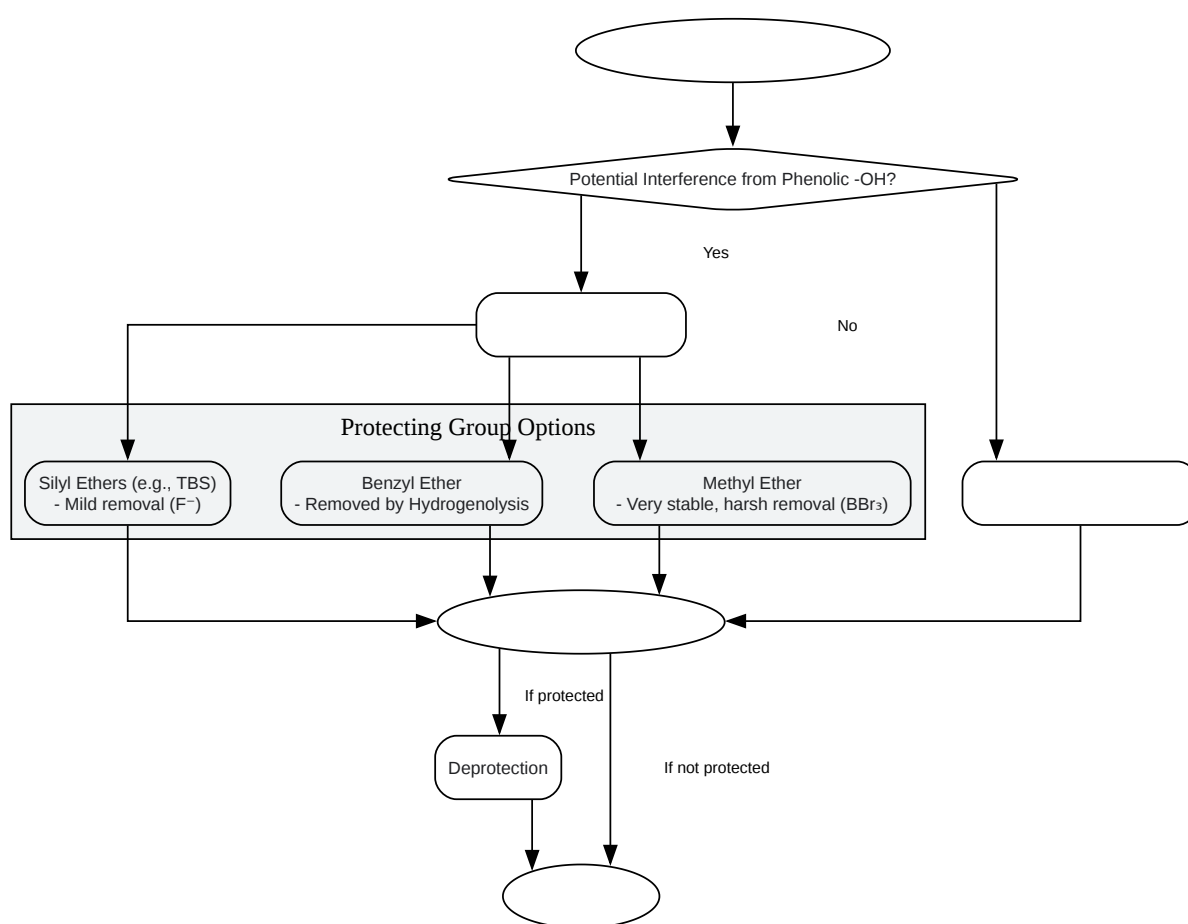 Potential Interference from Phenolic -OH?
Yes
No
Protecting Group Options
Silyl Ethers (e.g., TBS)
- Mild removal (F⁻)
Benzyl Ether
- Removed by Hydrogenolysis
Methyl Ether
- Very stable, harsh removal (BBr₃)
If protected
Deprotection
If not protected